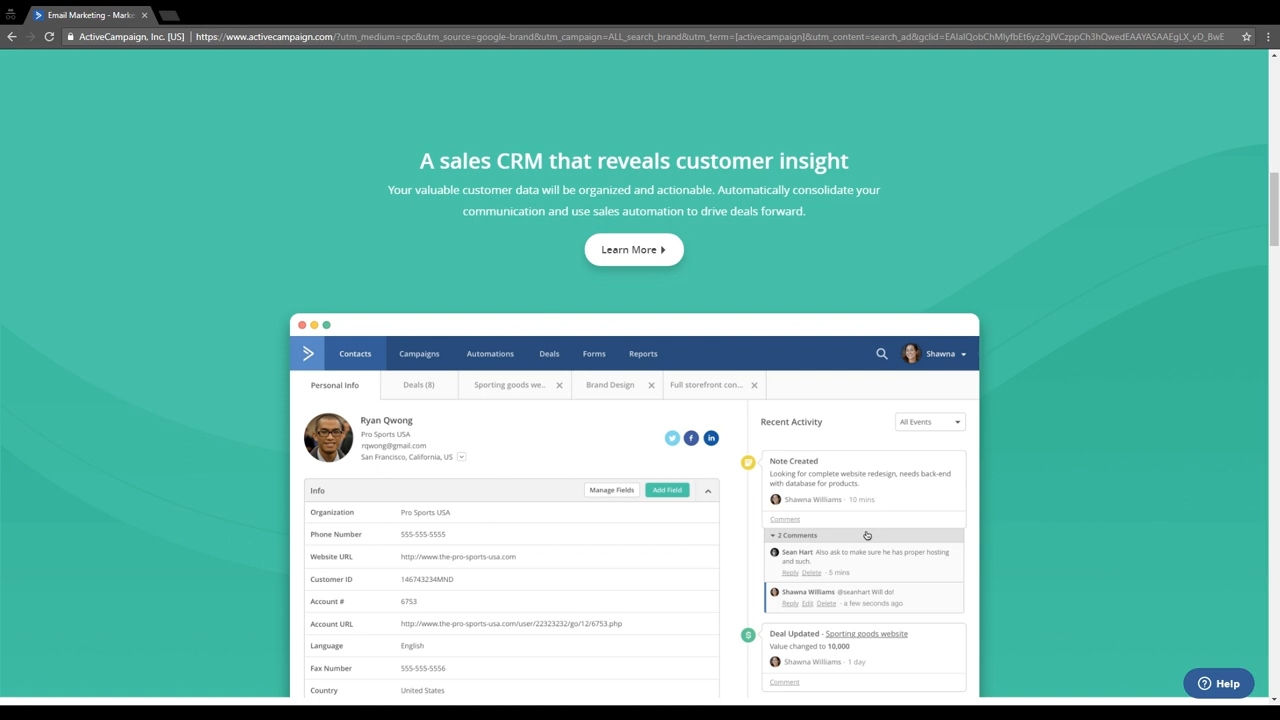 Email Marketing - Marke
ActiveCampaign, Inc. [US]
https://www.activecampaign.com/?utm_medium=cpc&utm_source=google-brand&utm_campaign=ALL_search_brand&utm_term=[activecampaign]&utm_content=search_ad&gclid=EAIaIQobChMIyfbEt6yz2gIVCzppCh3hQwedEAAYASAAEgLX_vD_BwE
A sales CRM that reveals customer insight
Your valuable customer data will be organized and actionable. Automatically consolidate your
communication and use sales automation to drive deals forward.
Learn More
Contacts Campaigns Automations Deals Forms Reports Shawna
Personal Info Deals (8) Sporting goods we.. Brand Design Full storefront con...
Ryan Qwong
Pro Sports USA
rqwong@gmail.com
San Francisco, California, US
Info Manage Fields Add Field
Organization Pro Sports USA
Phone Number 555-555-5555
Website URL http://www.the-pro-sports-usa.com
Customer ID 146743234MND
Account # 6753
Account URL http://www.the-pro-sports-usa.com/user/22323232/go/12/6753.php
Language English
Fax Number 555-555-5556
Country United States
Recent Activity All Events
Note Created
Looking for complete website redesign, needs back-end
with database for products.
Shawna Williams · 10 mins
Comment
2 Comments
Sean Hart Also ask to make sure he has proper hosting
and such.
Reply Delete · 5 mins
Shawna Williams @seanhart Will do!
Reply Edit Delete · a few seconds ago
Deal Updated - Sporting goods website
Value changed to 10,000
Shawna Williams · 1 day
Comment
Help